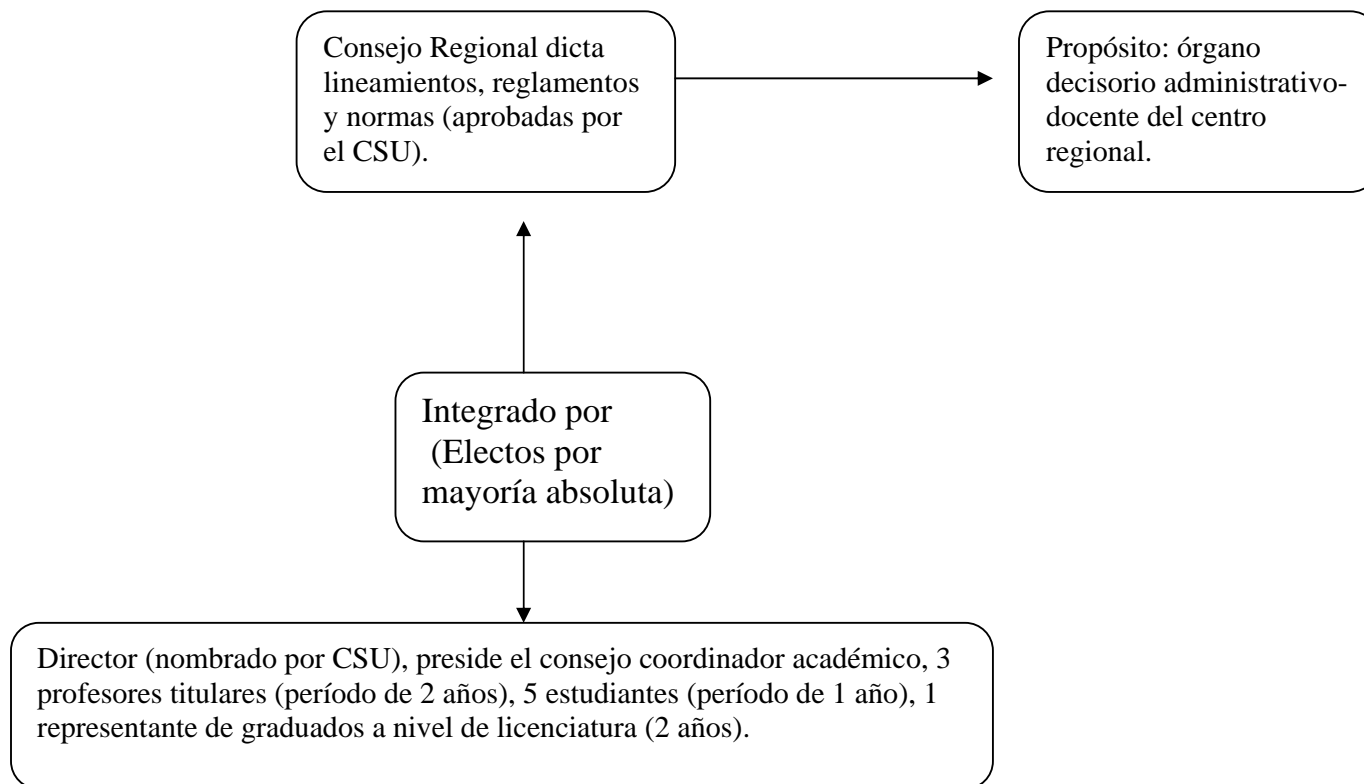 Consejo Regional dicta
lineamientos, reglamentos
y normas (aprobadas por
el CSU).
Propósito: órgano
decisorio administrativo-
docente del centro
regional.
Integrado por
(Electos por
mayoría absoluta)
Director (nombrado por CSU), preside el consejo coordinador académico, 3
profesores titulares (período de 2 años), 5 estudiantes (período de 1 año), 1
representante de graduados a nivel de licenciatura (2 años).